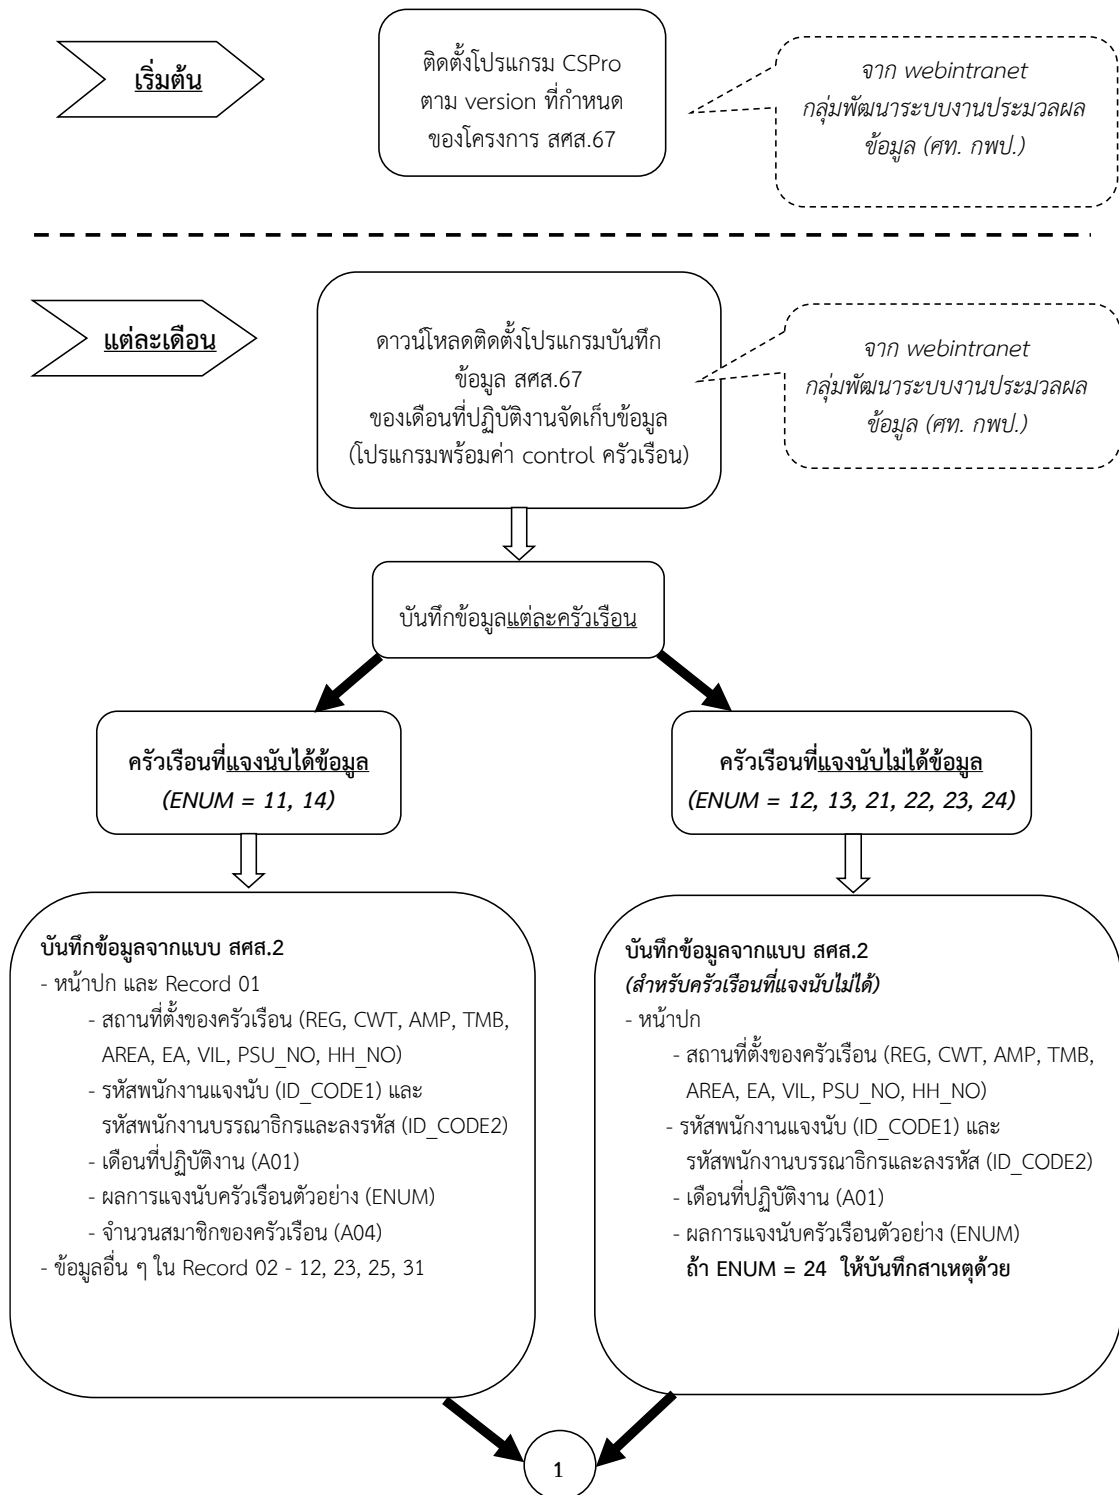 เริ่มต้น
ติดตั้งโปรแกรม CSPro
ตาม version ที่กำหนด
ของโครงการ สศส.67
จาก webintranet
กลุ่มพัฒนาระบบงานประมวลผล
ข้อมูล (ศท. กพป.)
แต่ละเดือน
ดาวน์โหลดติดตั้งโปรแกรมบันทึก
ข้อมูล สศส.67
ของเดือนที่ปฏิบัติงานจัดเก็บข้อมูล
(โปรแกรมพร้อมค่า control ครัวเรือน)
จาก webintranet
กลุ่มพัฒนาระบบงานประมวลผล
ข้อมูล (ศท. กพป.)
บันทึกข้อมูลแต่ละครัวเรือน
ครัวเรือนที่แจงนับได้ข้อมูล
(ENUM = 11, 14)
ครัวเรือนที่แจงนับไม่ได้ข้อมูล
(ENUM = 12, 13, 21, 22, 23, 24)
บันทึกข้อมูลจากแบบ สศส.2
- หน้าปก และ Record 01
- สถานที่ตั้งของครัวเรือน (REG, CWT, AMP, TMB,
AREA, EA, VIL, PSU_NO, HH_NO)
- รหัสพนักงานแจงนับ (ID_CODE1) และ
รหัสพนักงานบรรณาธิกรและลงรหัส (ID_CODE2)
- เดือนที่ปฏิบัติงาน (A01)
- ผลการแจงนับครัวเรือนตัวอย่าง (ENUM)
- จำนวนสมาชิกของครัวเรือน (A04)
- ข้อมูลอื่น ๆ ใน Record 02 - 12, 23, 25, 31
บันทึกข้อมูลจากแบบ สศส.2
(สำหรับครัวเรือนที่แจงนับไม่ได้)
- หน้าปก
- สถานที่ตั้งของครัวเรือน (REG, CWT, AMP, TMB,
AREA, EA, VIL, PSU_NO, HH_NO)
- รหัสพนักงานแจงนับ (ID_CODE1) และ
รหัสพนักงานบรรณาธิกรและลงรหัส (ID_CODE2)
- เดือนที่ปฏิบัติงาน (A01)
- ผลการแจงนับครัวเรือนตัวอย่าง (ENUM)
ถ้า ENUM = 24 ให้บันทึกสาเหตุด้วย
1